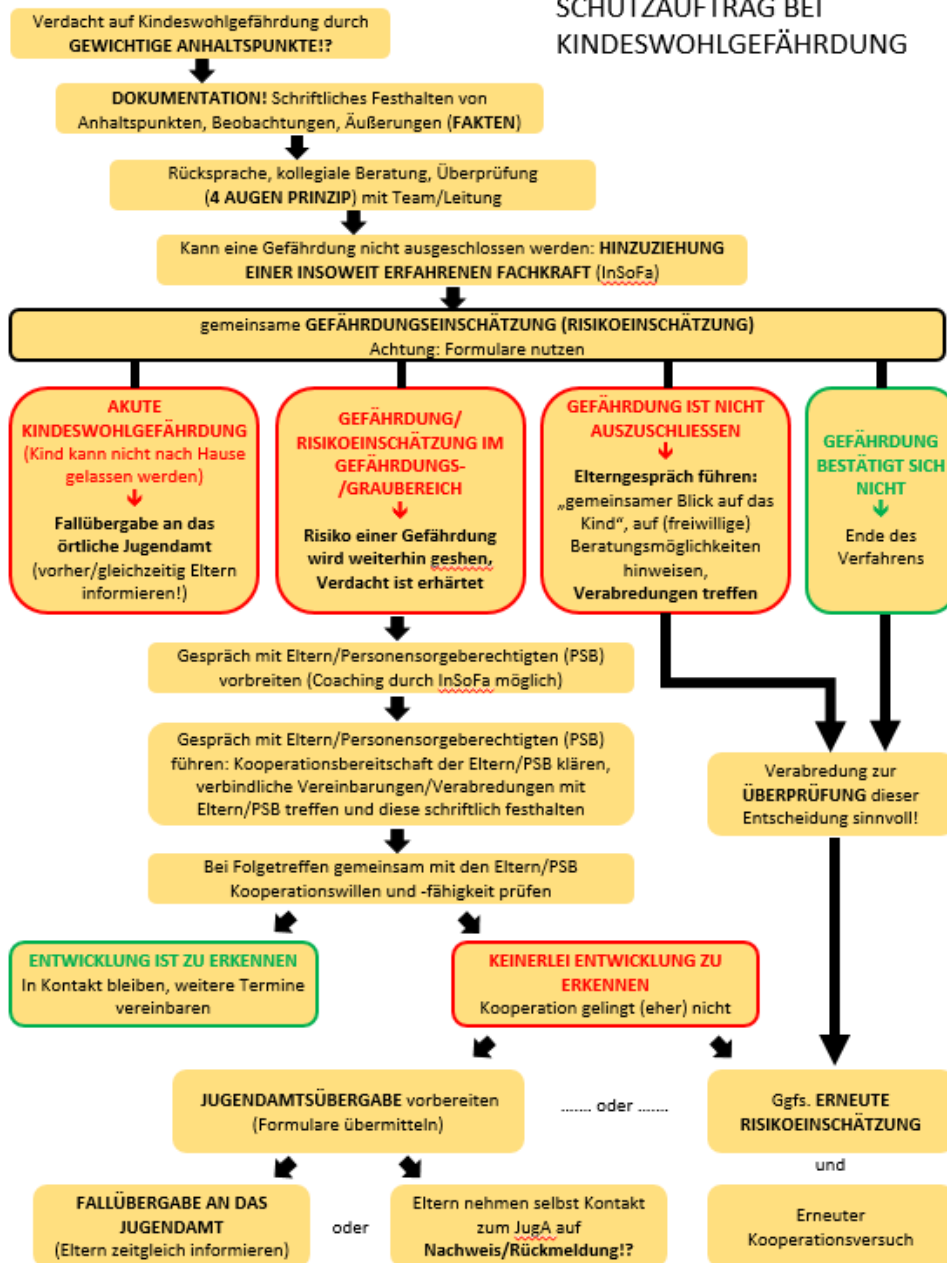 SCHUTZAUFTRAG BEI
KINDESWOHLGEFÄHRDUNG
Verdacht auf Kindeswohlgefährdung durch
GEWICHTIGE ANHALTSPUNKTE!?
DOKUMENTATION! Schriftliches Festhalten von
Anhaltspunkten, Beobachtungen, Äußerungen (FAKTEN)
Rücksprache, kollegiale Beratung, Überprüfung
(4 AUGEN PRINZIP) mit Team/Leitung
Kann eine Gefährdung nicht ausgeschlossen werden: HINZUZIEHUNG
EINER INSOWEIT ERFAHRENEN FACHKRAFT (InSoFa)
gemeinsame GEFÄHRDUNGSEINSCHÄTZUNG (RISIKOEINSCHÄTZUNG)
Achtung: Formulare nutzen
AKUTE
KINDESWOHLGEFÄHRDUNG
(Kind kann nicht nach Hause
gelassen werden)
Fallübergabe an das
örtliche Jugendamt
(vorher/gleichzeitig Eltern
informieren!)
GEFÄHRDUNG/
RISIKOEINSCHÄTZUNG IM
GEFÄHRDUNGS-
/GRAUBEREICH
Risiko einer Gefährdung
wird weiterhin geshen,
Verdacht ist erhärtet
GEFÄHRDUNG IST NICHT
AUSZUSCHLIESSEN
Elterngespräch führen:
„gemeinsamer Blick auf das
Kind“, auf (freiwillige)
Beratungsmöglichkeiten
hinweisen,
Verabredungen treffen
GEFÄHRDUNG
BESTÄTIGT SICH
NICHT
Ende des
Verfahrens
Gespräch mit Eltern/Personensorgeberechtigten (PSB)
vorbreiten (Coaching durch InSoFa möglich)
Gespräch mit Eltern/Personensorgeberechtigten (PSB)
führen: Kooperationsbereitschaft der Eltern/PSB klären,
verbindliche Vereinbarungen/Verabredungen mit
Eltern/PSB treffen und diese schriftlich festhalten
Verabredung zur
ÜBERPRÜFUNG dieser
Entscheidung sinnvoll!
Bei Folgetreffen gemeinsam mit den Eltern/PSB
Kooperationswillen und -fähigkeit prüfen
ENTWICKLUNG IST ZU ERKENNEN
In Kontakt bleiben, weitere Termine
vereinbaren
KEINERLEI ENTWICKLUNG ZU
ERKENNEN
Kooperation gelingt (eher) nicht
JUGENDAMTSÜBERGABE vorbereiten
(Formulare übermitteln)
....... oder .......
Ggfs. ERNEUTE
RISIKOEINSCHÄTZUNG
und
FALLÜBERGABE AN DAS
JUGENDAMT
(Eltern zeitgleich informieren)
oder
Eltern nehmen selbst Kontakt
zum JugA auf
Nachweis/Rückmeldung!?
Erneuter
Kooperationsversuch